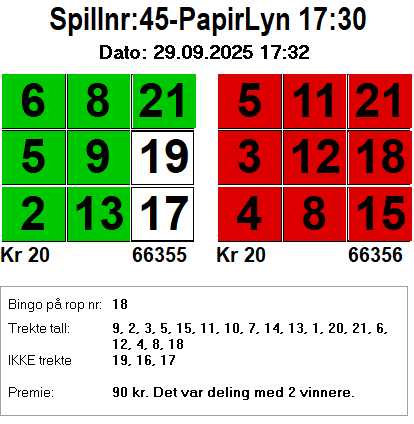 Spillnr:45-PapirLyn 17:30
Dato: 29.09.2025 17:32
6 8 21 5 11 21
5 9 19 3 12 18
2 13 17 4 8 15
Kr 20 66355 Kr 20 66356
Bingo på rop nr: 18
Trekte tall: 9, 2, 3, 5, 15, 11, 10, 7, 14, 13, 1, 20, 21, 6,
12, 4, 8, 18
IKKE trekte 19, 16, 17
Premie: 90 kr. Det var deling med 2 vinnere.